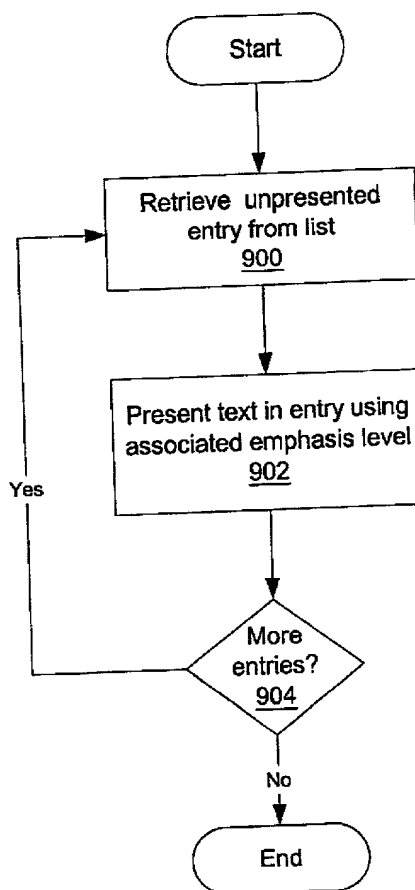 Start
Retrieve unpresented
entry from list
900
Present text in entry using
associated emphasis level
902
Yes
More
entries?
904
No
End